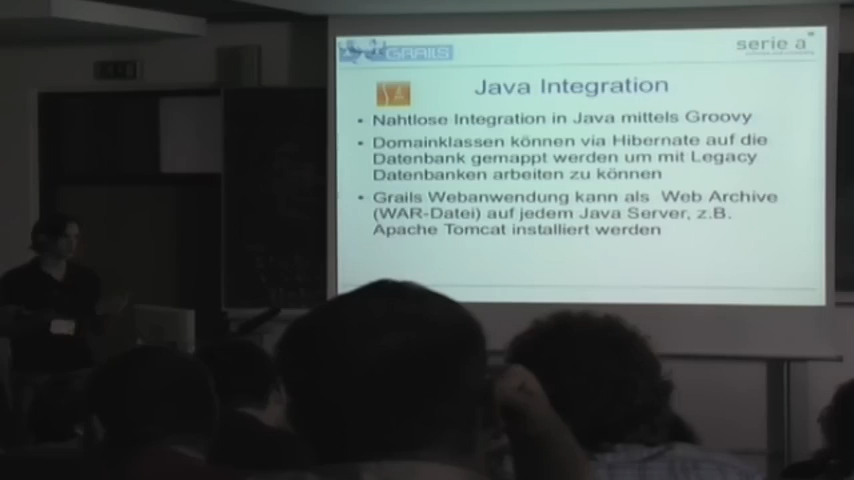 GRAILS
serie a
Java Integration
• Nahtlose Integration in Java mittels Groovy
• Domainklassen können via Hibernate auf die
Datenbank gemappt werden um mit Legacy
Datenbanken arbeiten zu können
• Grails Webanwendung kann als Web Archive
(WAR-Datei) auf jedem Java Server, z.B.
Apache Tomcat installiert werden